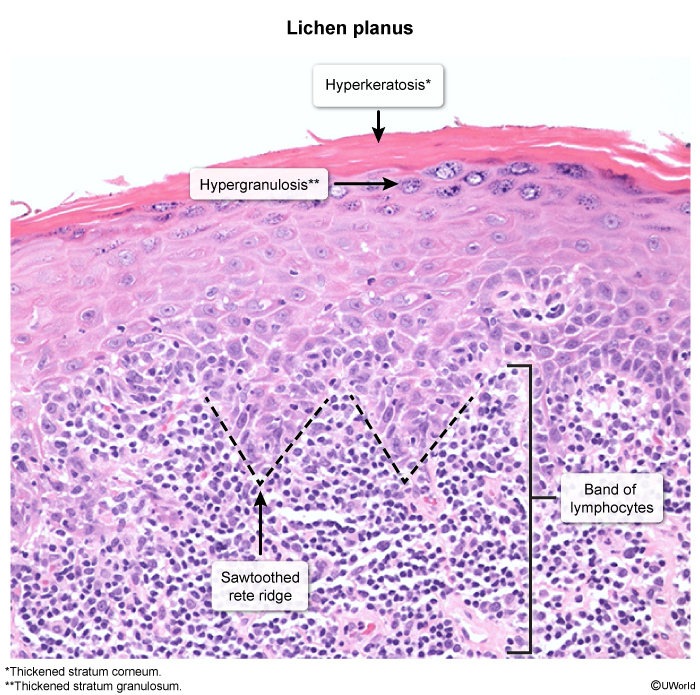 Lichen planus
Hyperkeratosis*
Hypergranulosis**
Band of
lymphocytes
Sawtoothed
rete ridge
*Thickened stratum corneum.
**Thickened stratum granulosum.
©UWorld